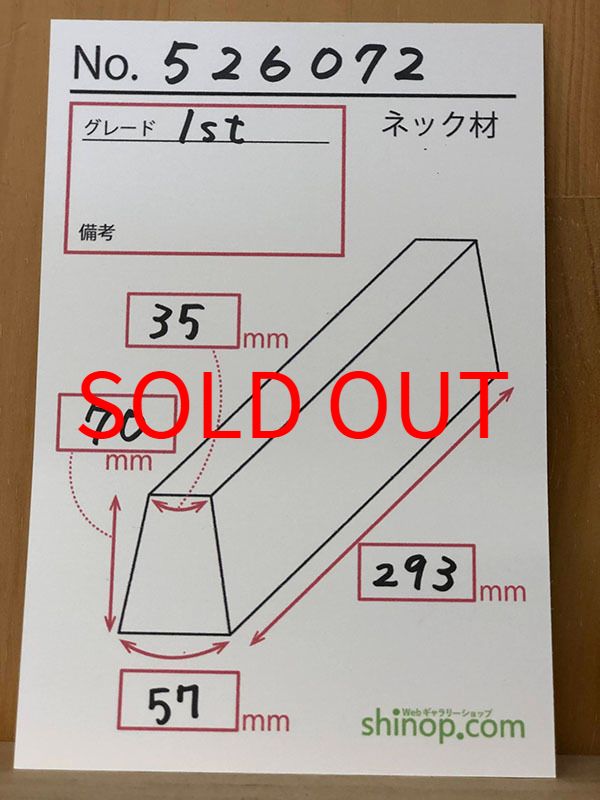 No. 526072
グレード 1st
ネック材
備考
35 mm
SOLD OUT
70 mm
293 mm
57 mm
Webギャラリーショップ
shinop.com